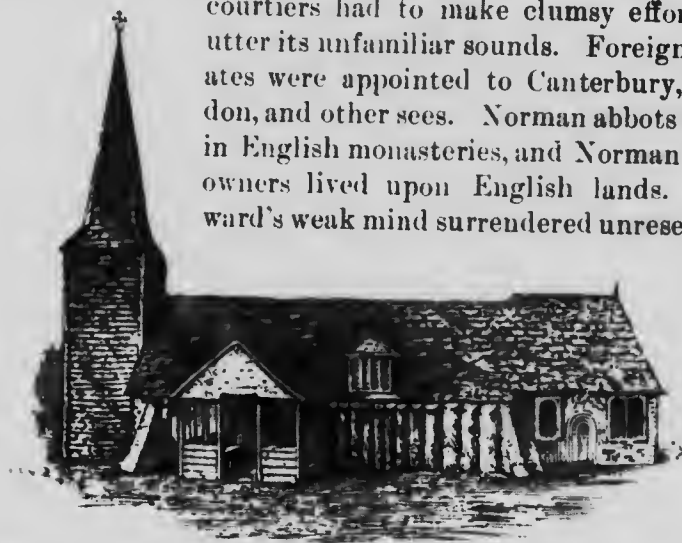 courtiers had to make clumsy effor
utter its unfamiliar sounds. Foreign
ates were appointed to Canterbury,
don, and other sees. Norman abbots
in English monasteries, and Norman
owners lived upon English lands.
ward's weak mind surrendered unrese